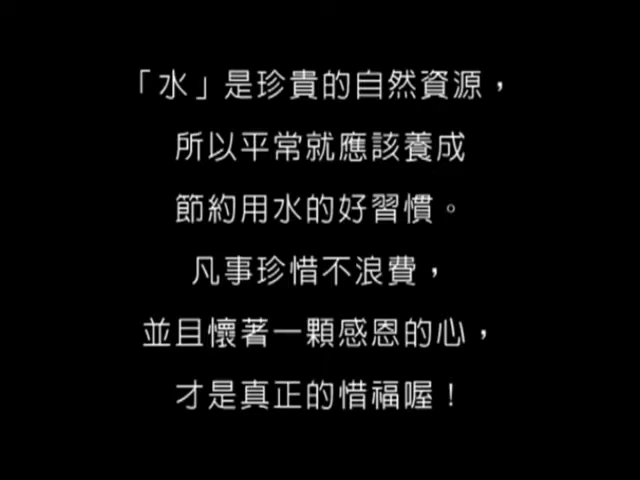 「水」是珍貴的自然資源，
所以平常就應該養成
節約用水的好習慣。
凡事珍惜不浪費，
並且懷著一顆感恩的心，
才是真正的惜福喔！